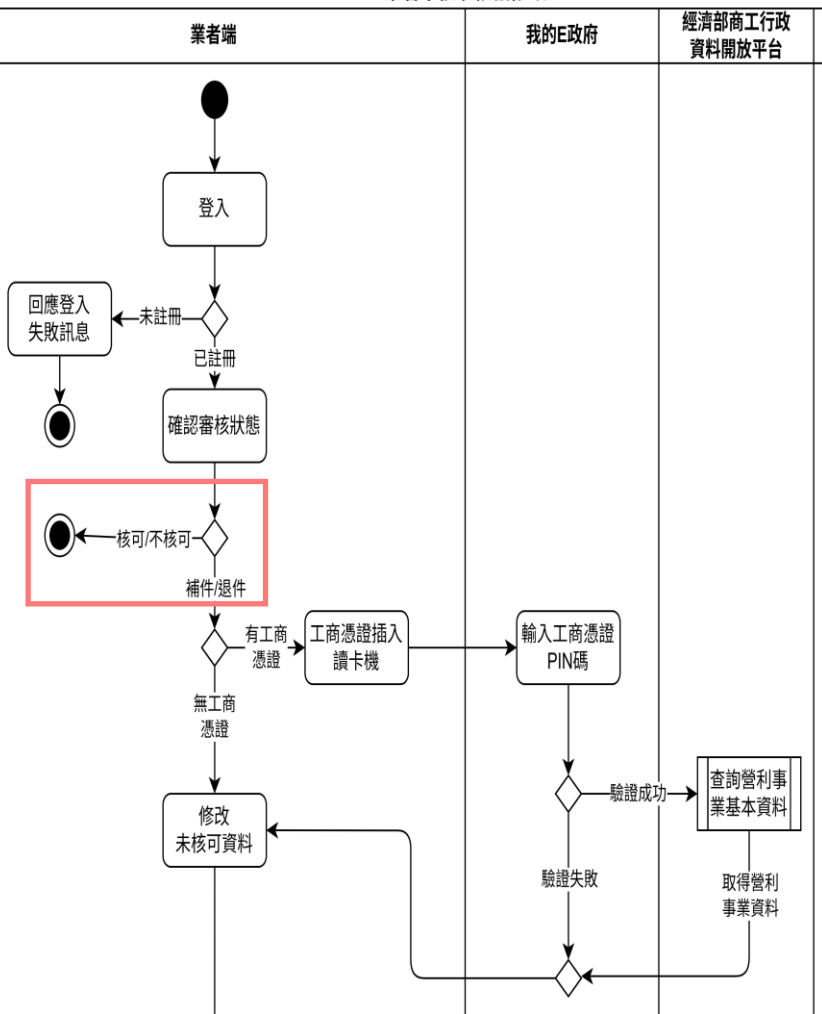 業者端
我的E政府
經濟部商工行政
資料開放平台
登入
未註冊
回應登入
失敗訊息
已註冊
確認審核狀態
核可/不核可
補件/退件
有工商
憑證
工商憑證插入
讀卡機
輸入工商憑證
PIN碼
無工商
憑證
驗證成功
查詢營利事
業基本資料
修改
未核可資料
驗證失敗
取得營利
事業資料